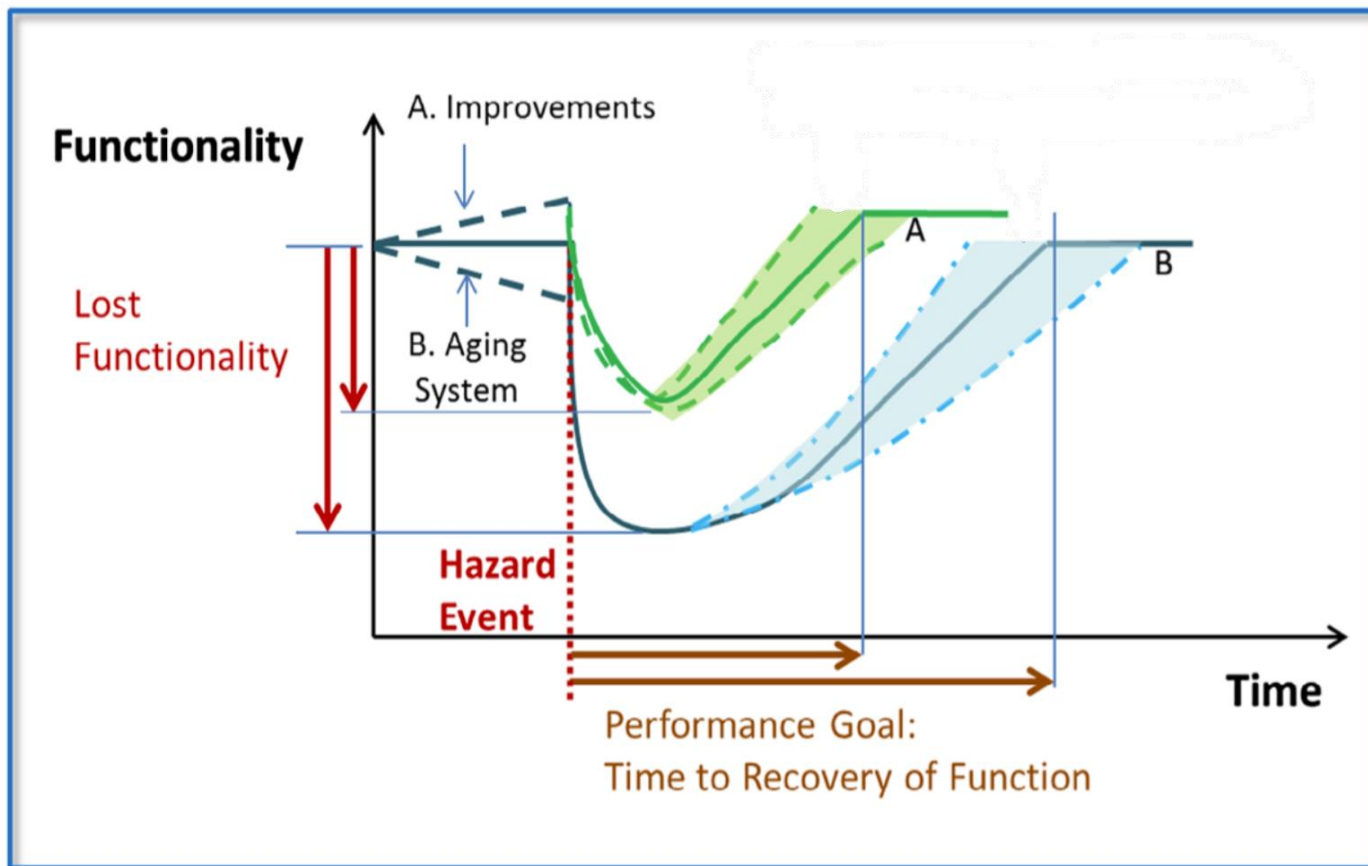 A. Improvements
Functionality
A
B
Lost
Functionality
B. Aging
System
Hazard
Event
Time
Performance Goal:
Time to Recovery of Function